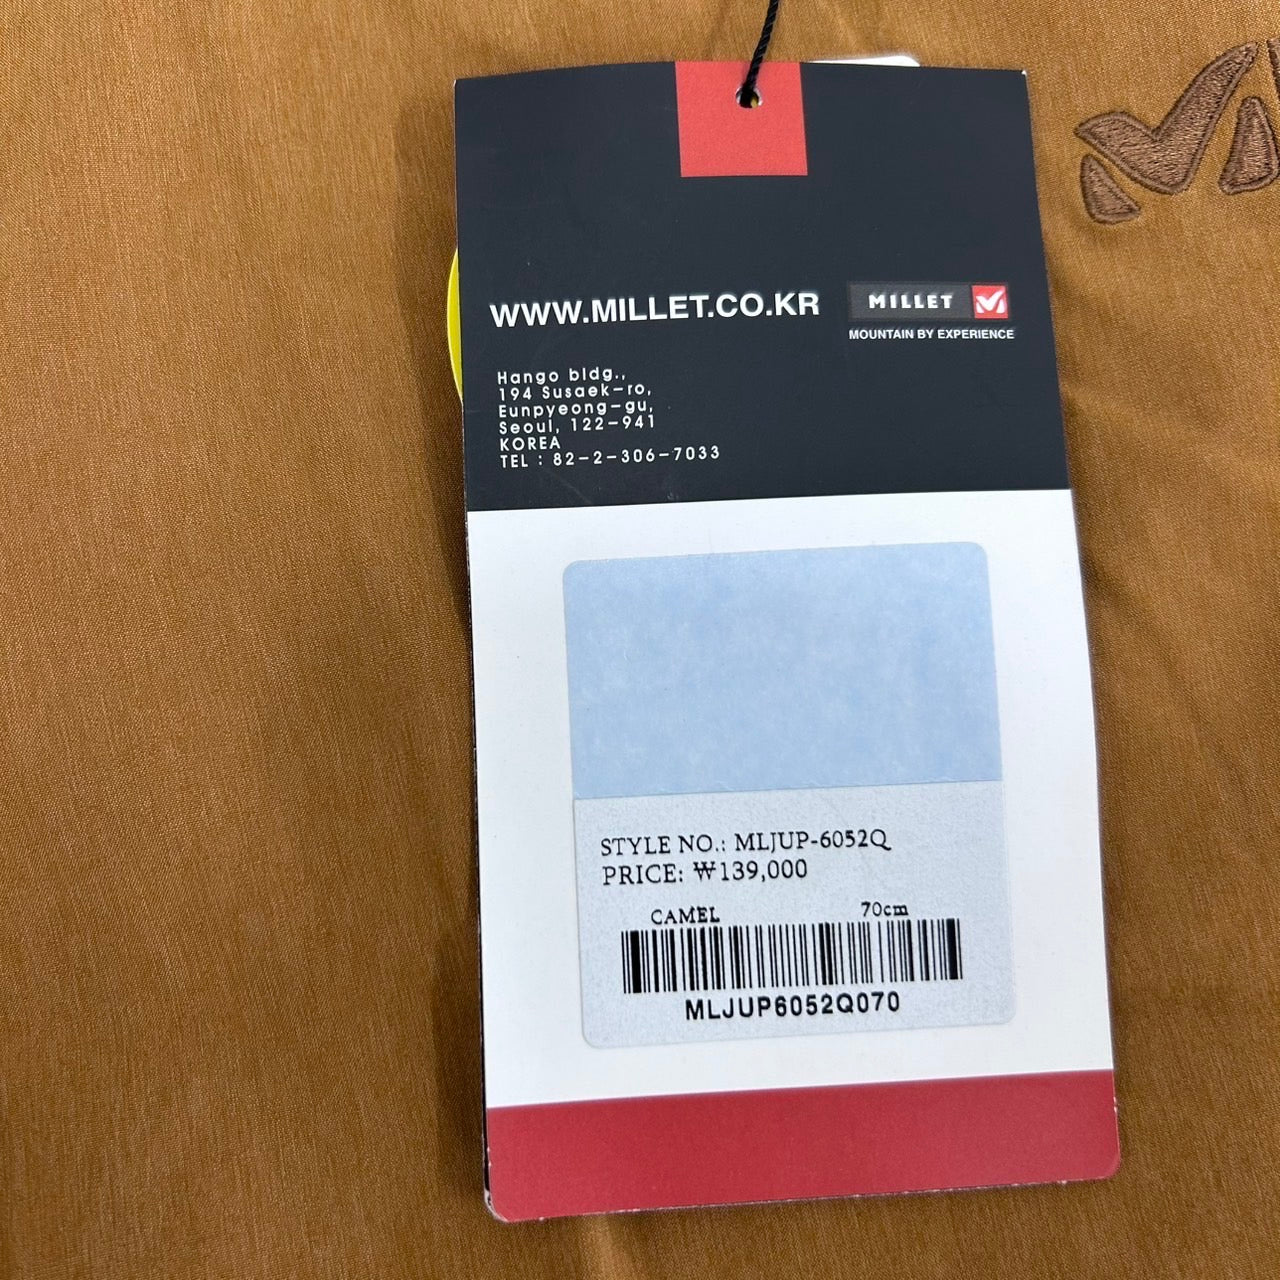 WWW.MILLET.CO.KR
MILLET
MOUNTAIN BY EXPERIENCE
Hango bldg.,
194 Susaek-ro,
Eunpyeong-gu,
Seoul, 122-941
KOREA
TEL : 82-2-306-7033
STYLE NO.: MLJUP-6052Q
PRICE: ₩139,000
CAMEL 70cm
MLJUP6052Q070